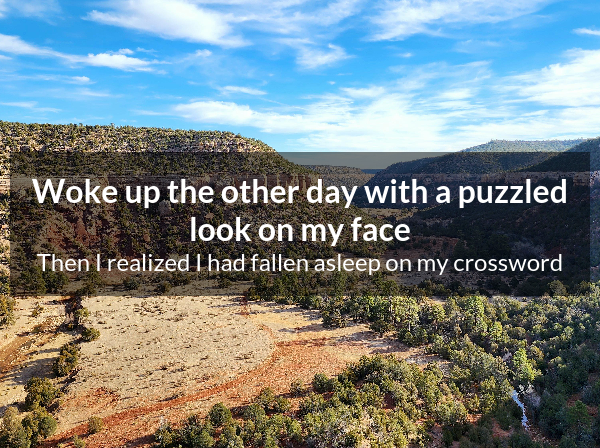 Woke up the other day with a puzzled
look on my face
Then I realized I had fallen asleep on my crossword